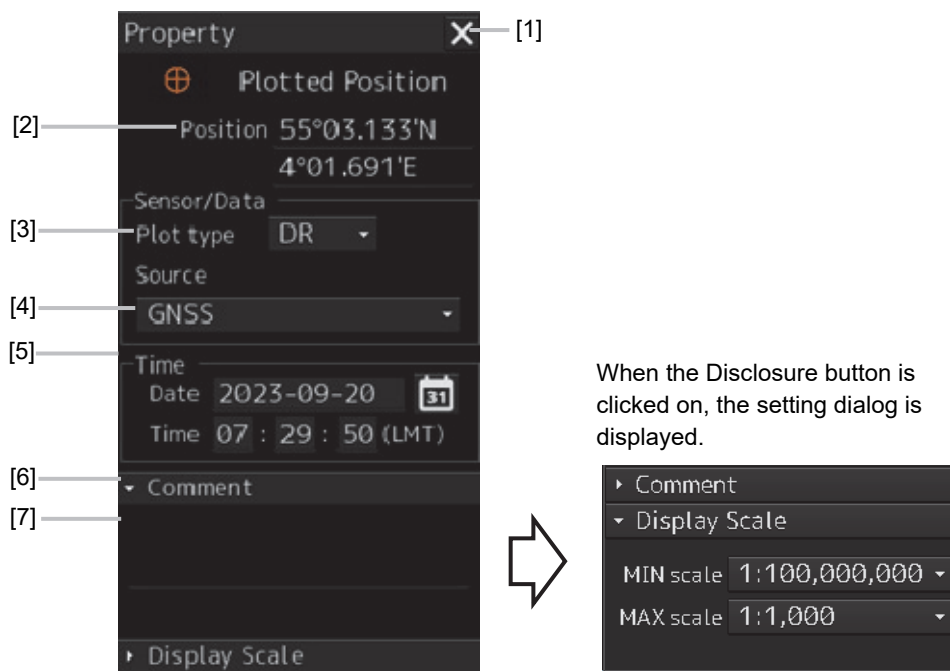 Property
[1]
Plotted Position
[2]
Position 55°03.133'N
4°01.691'E
Sensor/Data
[3]
Plot type DR
Source
[4]
GNSS
[5]
Time
Date 2023-09-20
31
Time 07 : 29 : 50 (LMT)
[6]
Comment
[7]
Display Scale
When the Disclosure button is
clicked on, the setting dialog is
displayed.
Comment
Display Scale
MIN scale 1:100,000,000
MAX scale 1:1,000